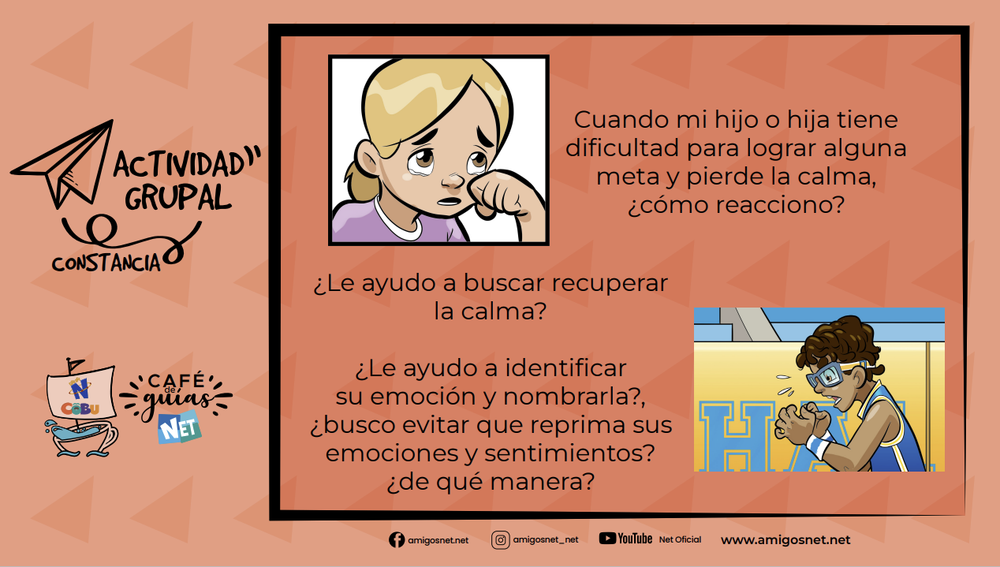 ACTIVIDAD
GRUPAL
CONSTANCIA
N
COBU
CAFÉ
de
guías
NET
Cuando mi hijo o hija tiene
dificultad para lograr alguna
meta y pierde la calma,
¿cómo reacciono?
¿Le ayudo a buscar recuperar
la calma?
¿Le ayudo a identificar
su emoción y nombrarla?,
¿busco evitar que reprima sus
emociones y sentimientos?
¿de qué manera?
HA
amigosnet.net
amigosnet_net
YouTube Net Oficial
www.amigosnet.net